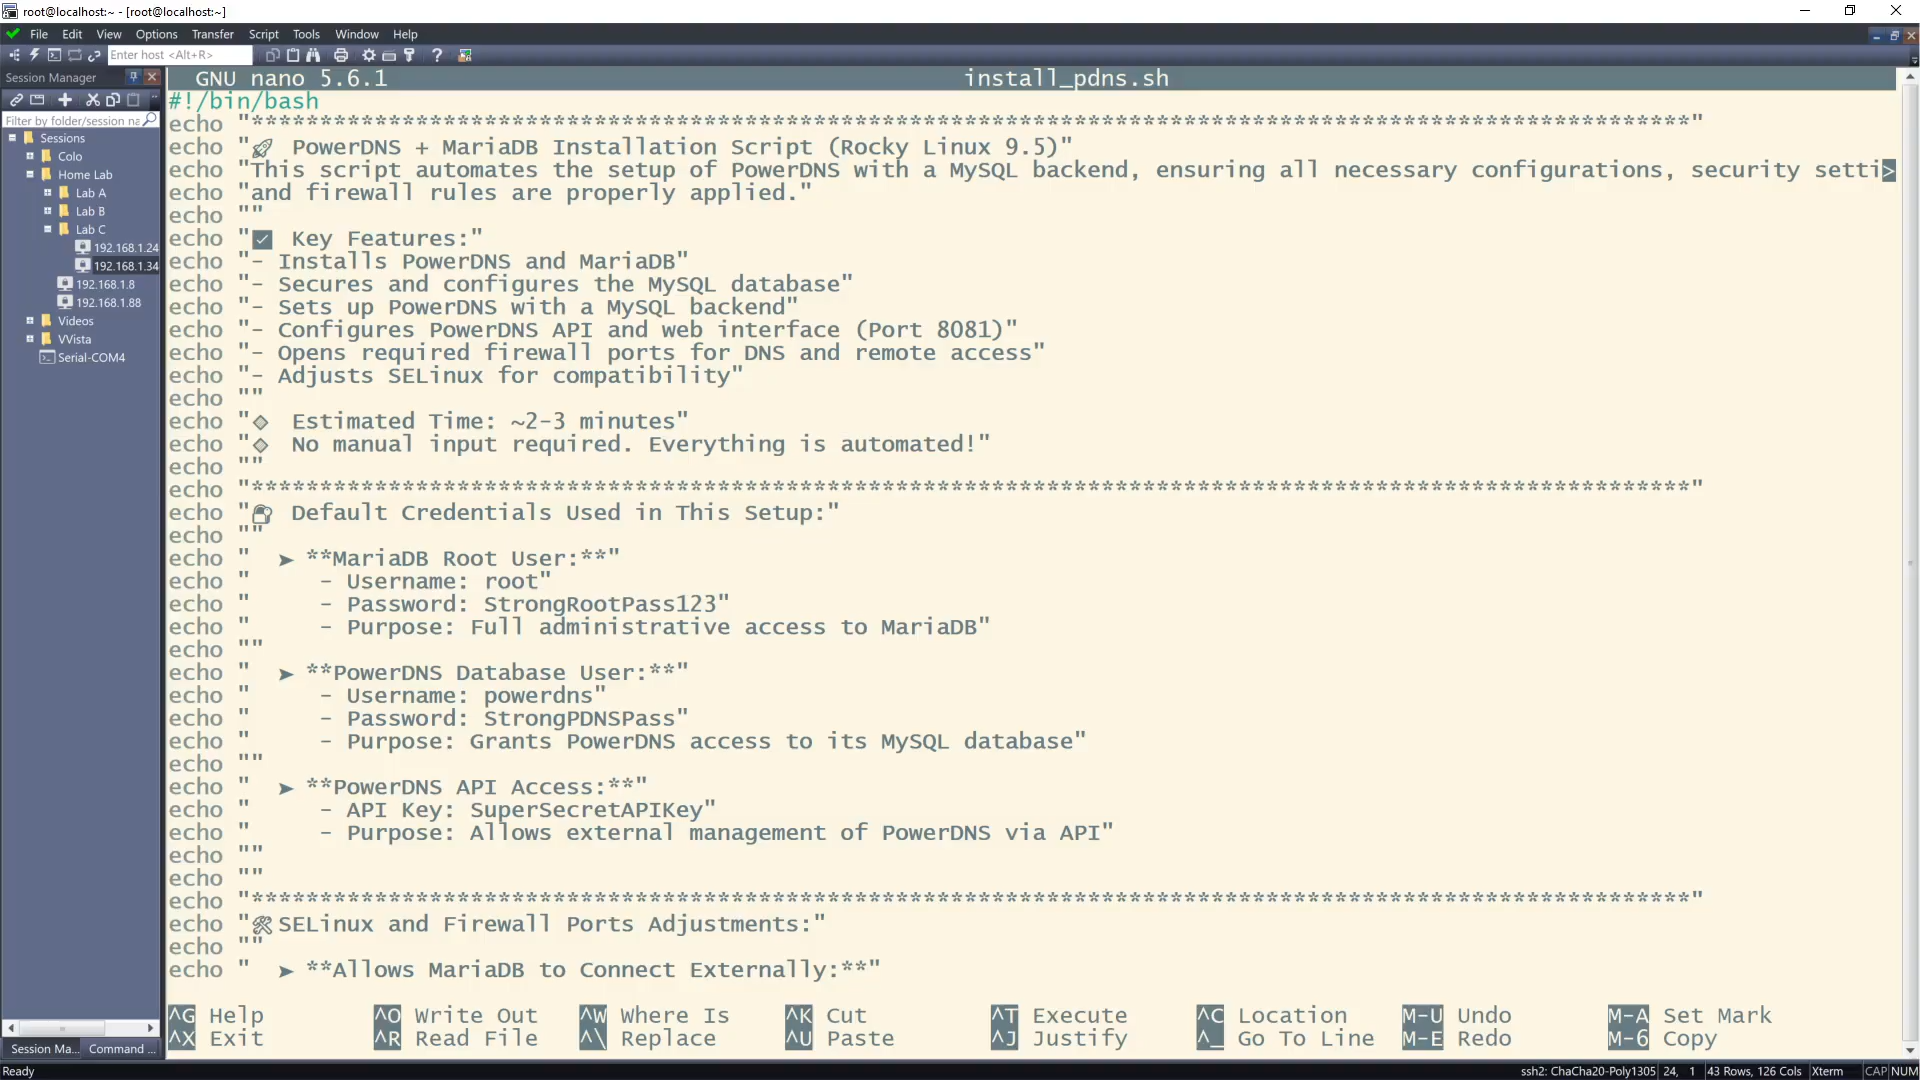 root@localhost:~ - [root@localhost:~]
File Edit View Options Transfer Script Tools Window Help
Enter host <Alt+R>
Session Manager
Filter by folder/session na
Sessions
Colo
Home Lab
Lab A
Lab B
Lab C
192.168.1.24
192.168.1.34
192.168.1.8
192.168.1.88
Videos
VVista
Serial-COM4
GNU nano 5.6.1 install_pdns.sh
#!/bin/bash
echo "*********************************************************************************************************"
echo "🚀 PowerDNS + MariaDB Installation Script (Rocky Linux 9.5)"
echo "This script automates the setup of PowerDNS with a MySQL backend, ensuring all necessary configurations, security setti>
echo "and firewall rules are properly applied."
echo ""
echo "✅ Key Features:"
echo "- Installs PowerDNS and MariaDB"
echo "- Secures and configures the MySQL database"
echo "- Sets up PowerDNS with a MySQL backend"
echo "- Configures PowerDNS API and web interface (Port 8081)"
echo "- Opens required firewall ports for DNS and remote access"
echo "- Adjusts SELinux for compatibility"
echo ""
echo "🔹 Estimated Time: ~2-3 minutes"
echo "🔹 No manual input required. Everything is automated!"
echo ""
echo "*********************************************************************************************************"
echo "🔐 Default Credentials Used in This Setup:"
echo ""
echo "  ➤ **MariaDB Root User:**"
echo "     - Username: root"
echo "     - Password: StrongRootPass123"
echo "     - Purpose: Full administrative access to MariaDB"
echo ""
echo "  ➤ **PowerDNS Database User:**"
echo "     - Username: powerdns"
echo "     - Password: StrongPDNSPass"
echo "     - Purpose: Grants PowerDNS access to its MySQL database"
echo ""
echo "  ➤ **PowerDNS API Access:**"
echo "     - API Key: SuperSecretAPIKey"
echo "     - Purpose: Allows external management of PowerDNS via API"
echo ""
echo ""
echo "*********************************************************************************************************"
echo "🛠 SELinux and Firewall Ports Adjustments:"
echo ""
echo "  ➤ **Allows MariaDB to Connect Externally:**"
^G Help ^O Write Out ^W Where Is ^K Cut ^T Execute ^C Location M-U Undo M-A Set Mark
^X Exit ^R Read File ^\ Replace ^U Paste ^J Justify ^_ Go To Line M-E Redo M-6 Copy
Session Ma... Command ...
Ready ssh2: ChaCha20-Poly1305 24, 1 43 Rows, 126 Cols Xterm CAP NUM